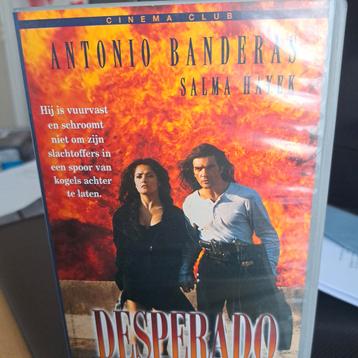 CINEMA CLUB
ANTONIO BANDERAS
SALMA HAYEK
Hij is vuurvast
en schroomt
niet om zijn
slachtoffers in
een spoor van
kogels achter
te laten.
DESPERADO